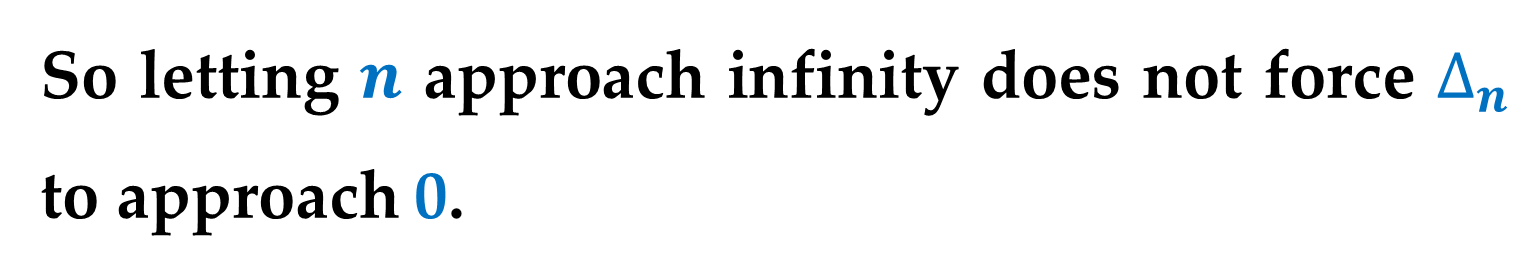 So letting n approach infinity does not force Δₙ
to approach 0.